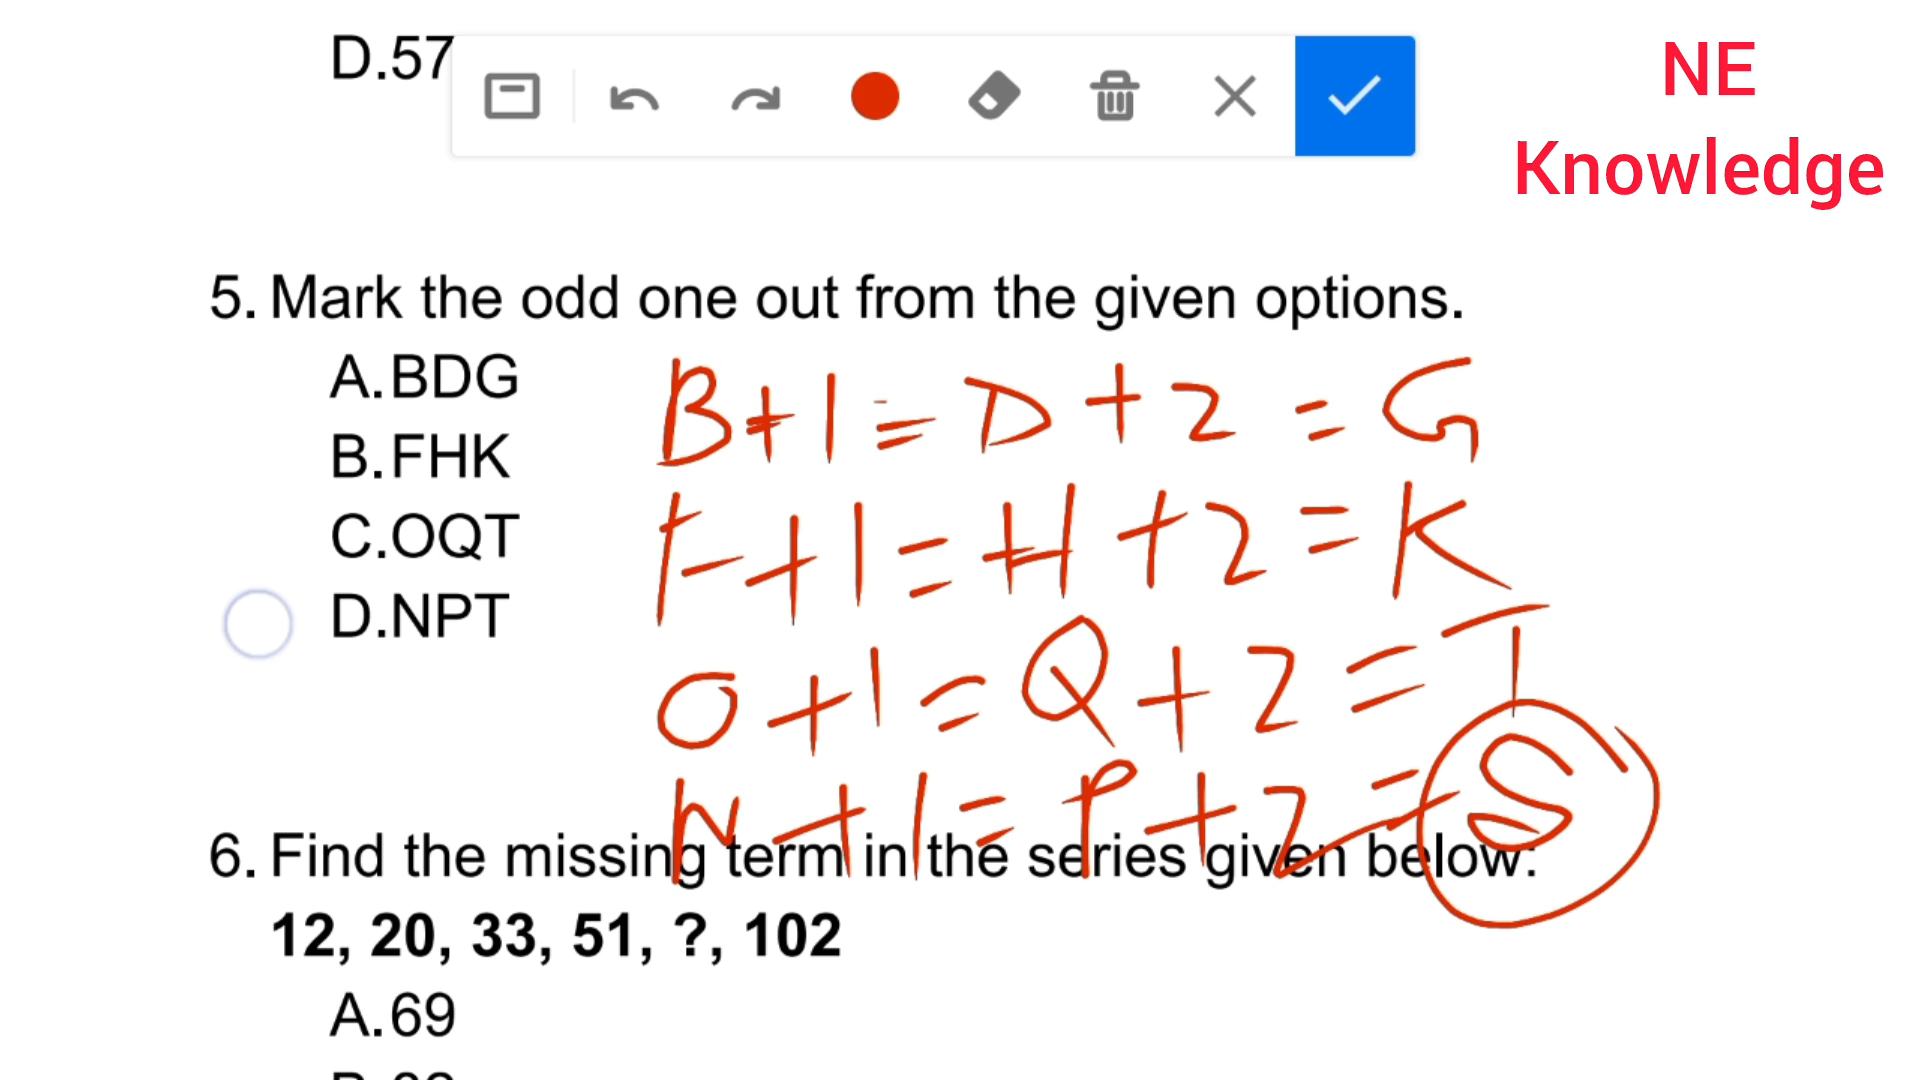 D.57
NE
Knowledge
5. Mark the odd one out from the given options.
A.BDG
B.FHK
C.OQT
D.NPT
B+1=D+2=G
F+1=H+2=K
O+1=Q+2=T
N+1=P+2=S
6. Find the missing term in the series given below:
12, 20, 33, 51, ?, 102
A.69